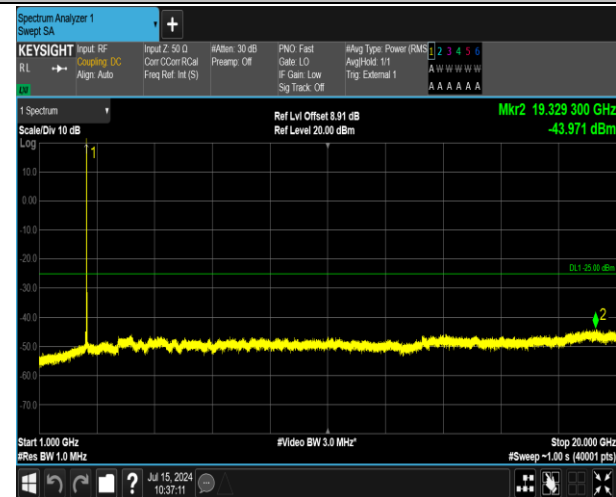 Spectrum Analyzer 1
Swept SA
KEYSIGHT
RL
Input: RF
Coupling: DC
Align: Auto
Input Z: 50 Ω
Corr CCorr RCal
Freq Ref: Int (S)
#Atten: 30 dB
Preamp: Off
PNO: Fast
Gate: LO
IF Gain: Low
Sig Track: Off
#Avg Type: Power (RMS
Avg|Hold: 1/1
Trig: External 1
1 2 3 4 5 6
A W W W W W
A A A A A A
1 Spectrum
Scale/Div 10 dB
Ref Lvl Offset 8.91 dB
Ref Level 20.00 dBm
Mkr2 19.329 300 GHz
-43.971 dBm
Log
1
10.0
0.00
-10.0
-20.0
DL1 -25.00 dBm
-30.0
-40.0
2
-50.0
-60.0
-70.0
Start 1.000 GHz
#Video BW 3.0 MHz*
Stop 20.000 GHz
#Res BW 1.0 MHz
#Sweep ~1.00 s (40001 pts)
?
Jul 15, 2024
10:37:11